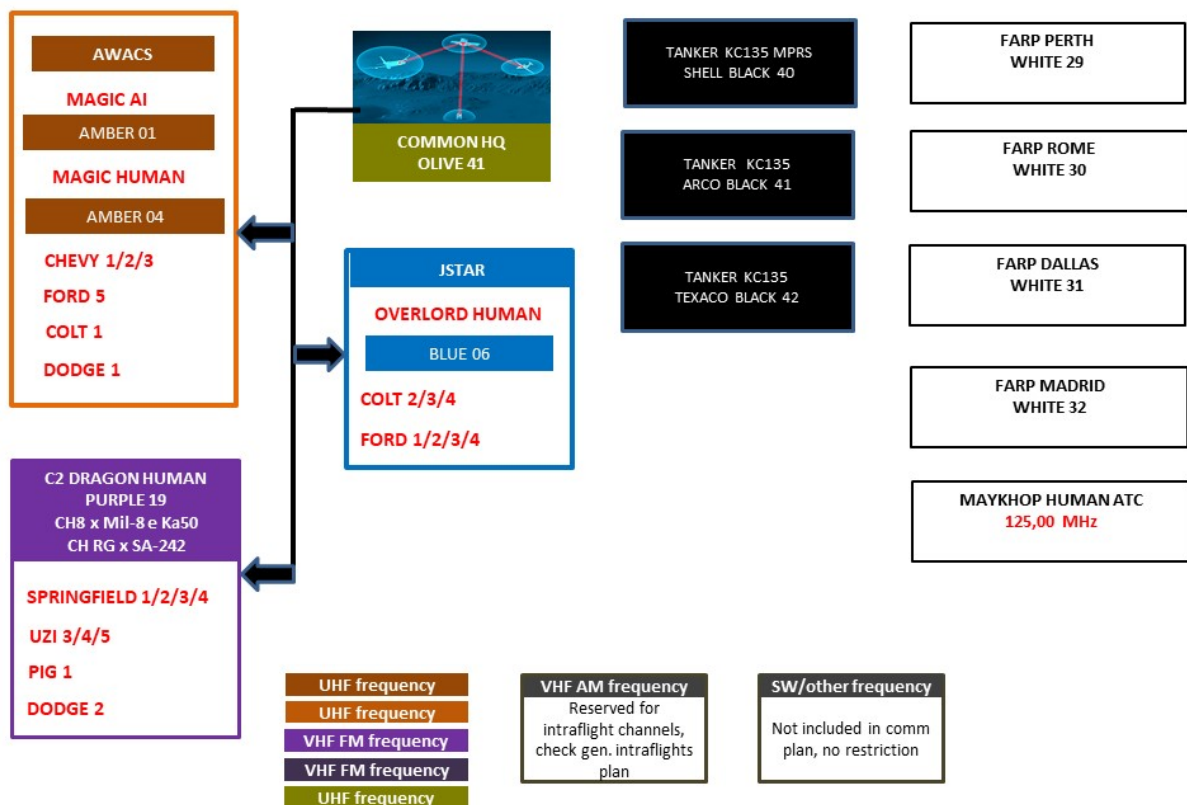 AWACS
MAGIC AI
AMBER 01
MAGIC HUMAN
AMBER 04
CHEVY 1/2/3
FORD 5
COLT 1
DODGE 1
COMMON HQ
OLIVE 41
JSTAR
OVERLORD HUMAN
BLUE 06
COLT 2/3/4
FORD 1/2/3/4
TANKER KC135 MPRS
SHELL BLACK 40
TANKER KC135
ARCO BLACK 41
TANKER KC135
TEXACO BLACK 42
FARP PERTH
WHITE 29
FARP ROME
WHITE 30
FARP DALLAS
WHITE 31
FARP MADRID
WHITE 32
MAYKHOP HUMAN ATC
125,00 MHz
C2 DRAGON HUMAN
PURPLE 19
CH8 x Mil-8 e Ka50
CH RG x SA-242
SPRINGFIELD 1/2/3/4
UZI 3/4/5
PIG 1
DODGE 2
UHF frequency
UHF frequency
VHF FM frequency
VHF FM frequency
UHF frequency
VHF AM frequency
Reserved for
intraflight channels,
check gen. intraflights
plan
SW/other frequency
Not included in comm
plan, no restriction